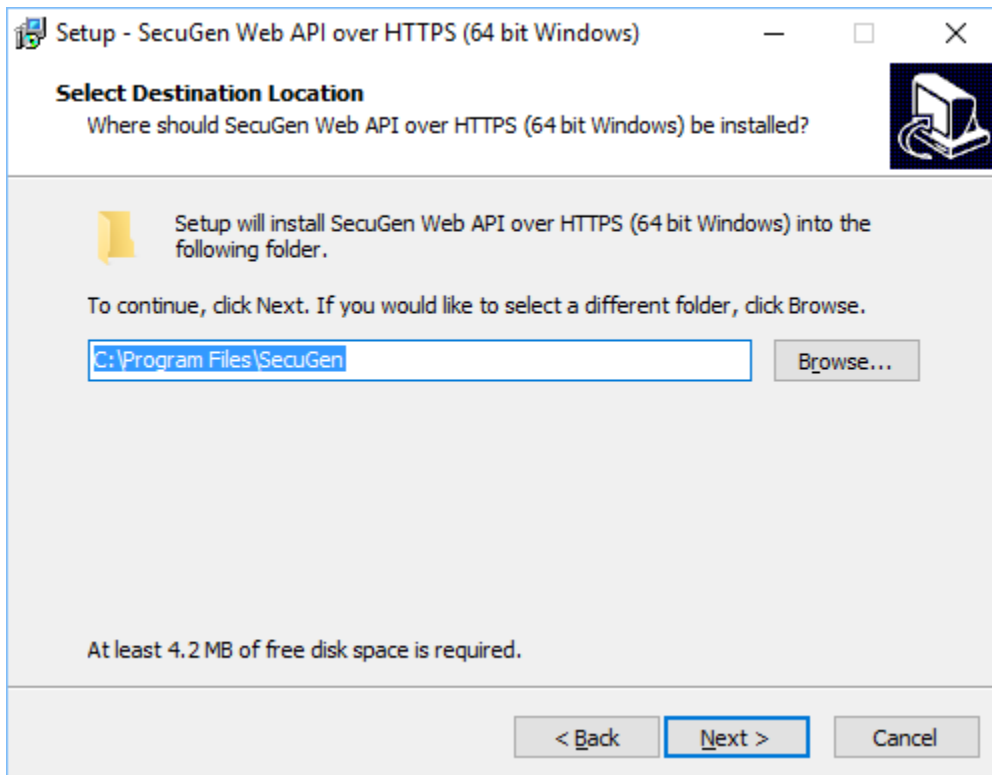 Setup - SecuGen Web API over HTTPS (64 bit Windows)
Select Destination Location
Where should SecuGen Web API over HTTPS (64 bit Windows) be installed?
Setup will install SecuGen Web API over HTTPS (64 bit Windows) into the
following folder.
To continue, click Next. If you would like to select a different folder, click Browse.
C:\Program Files\SecuGen
Browse...
At least 4.2 MB of free disk space is required.
< Back
Next >
Cancel